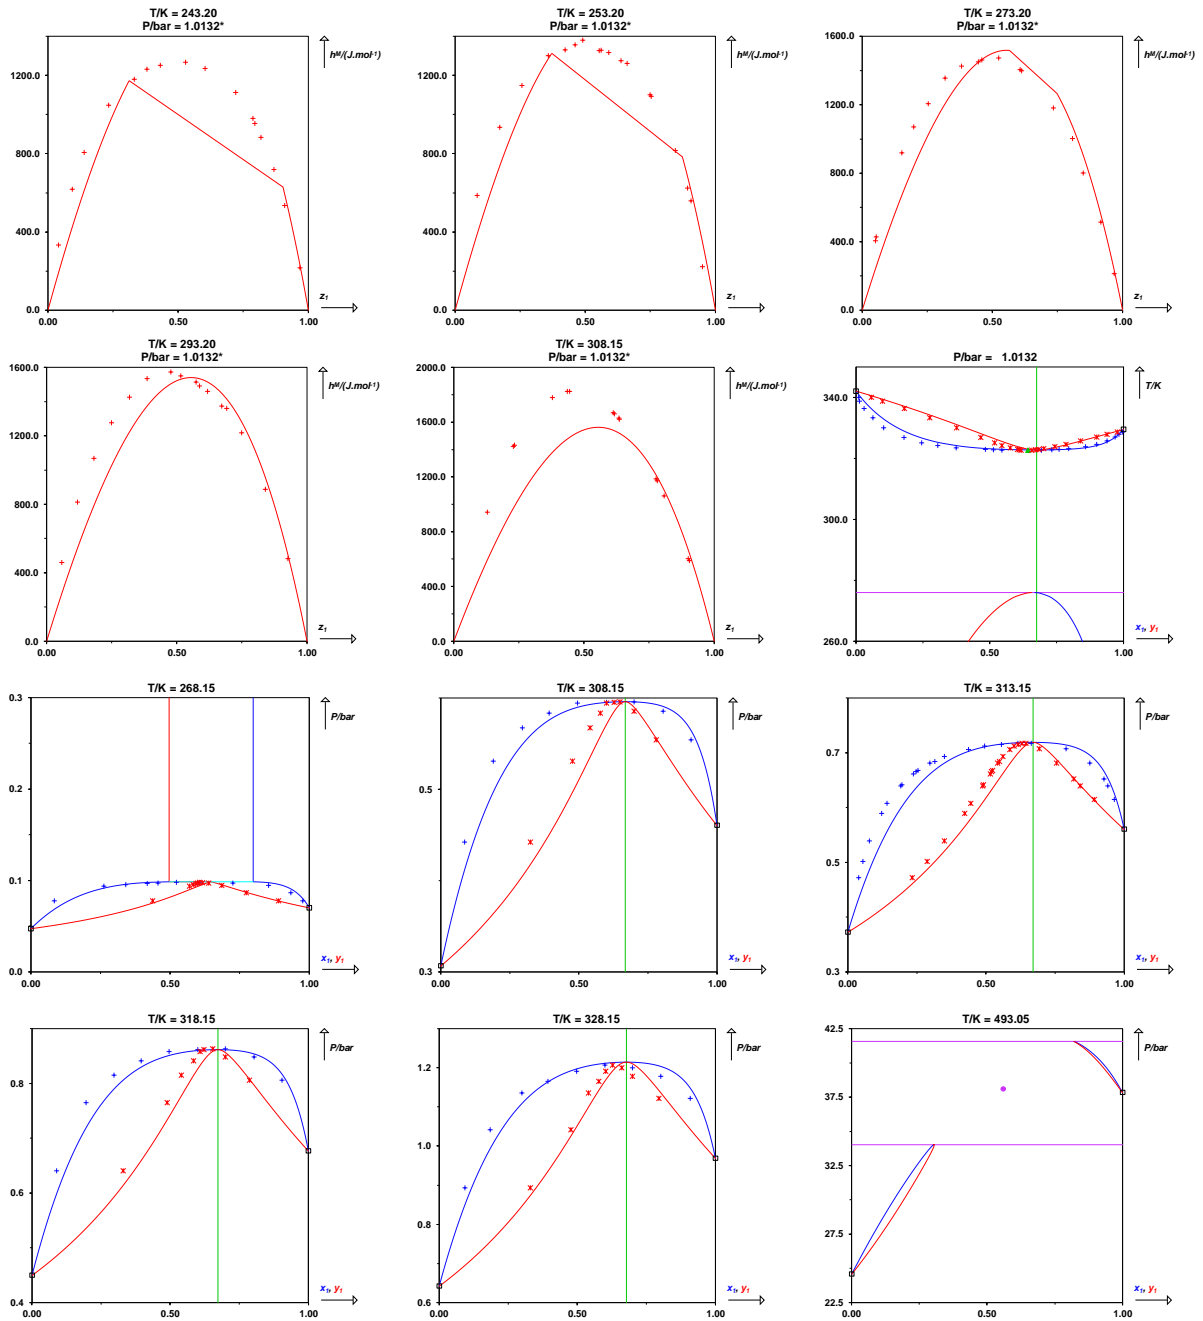 T/K = 243.20
P/bar = 1.0132*
hᴹ/(J.mol-1)
1200.0
800.0
400.0
0.0
z1
0.00
0.50
1.00
T/K = 253.20
P/bar = 1.0132*
hᴹ/(J.mol-1)
1200.0
800.0
400.0
0.0
z1
0.00
0.50
1.00
T/K = 273.20
P/bar = 1.0132*
1600.0
hᴹ/(J.mol-1)
1200.0
800.0
400.0
0.0
z1
0.00
0.50
1.00
T/K = 293.20
P/bar = 1.0132*
1600.0
hᴹ/(J.mol-1)
1200.0
800.0
400.0
0.0
z1
0.00
0.50
1.00
T/K = 308.15
P/bar = 1.0132*
2000.0
hᴹ/(J.mol-1)
1600.0
1200.0
800.0
400.0
0.0
z1
0.00
0.50
1.00
P/bar = 1.0132
T/K
340.0
300.0
260.0
x1, y1
0.00
0.50
1.00
T/K = 268.15
0.3
P/bar
0.2
0.1
0.0
x1, y1
0.00
0.50
1.00
T/K = 308.15
P/bar
0.5
0.3
x1, y1
0.00
0.50
1.00
T/K = 313.15
P/bar
0.7
0.5
0.3
x1, y1
0.00
0.50
1.00
T/K = 318.15
P/bar
0.8
0.6
0.4
x1, y1
0.00
0.50
1.00
T/K = 328.15
P/bar
1.2
1.0
0.8
0.6
x1, y1
0.00
0.50
1.00
T/K = 493.05
42.5
P/bar
37.5
32.5
27.5
22.5
x1, y1
0.00
0.50
1.00